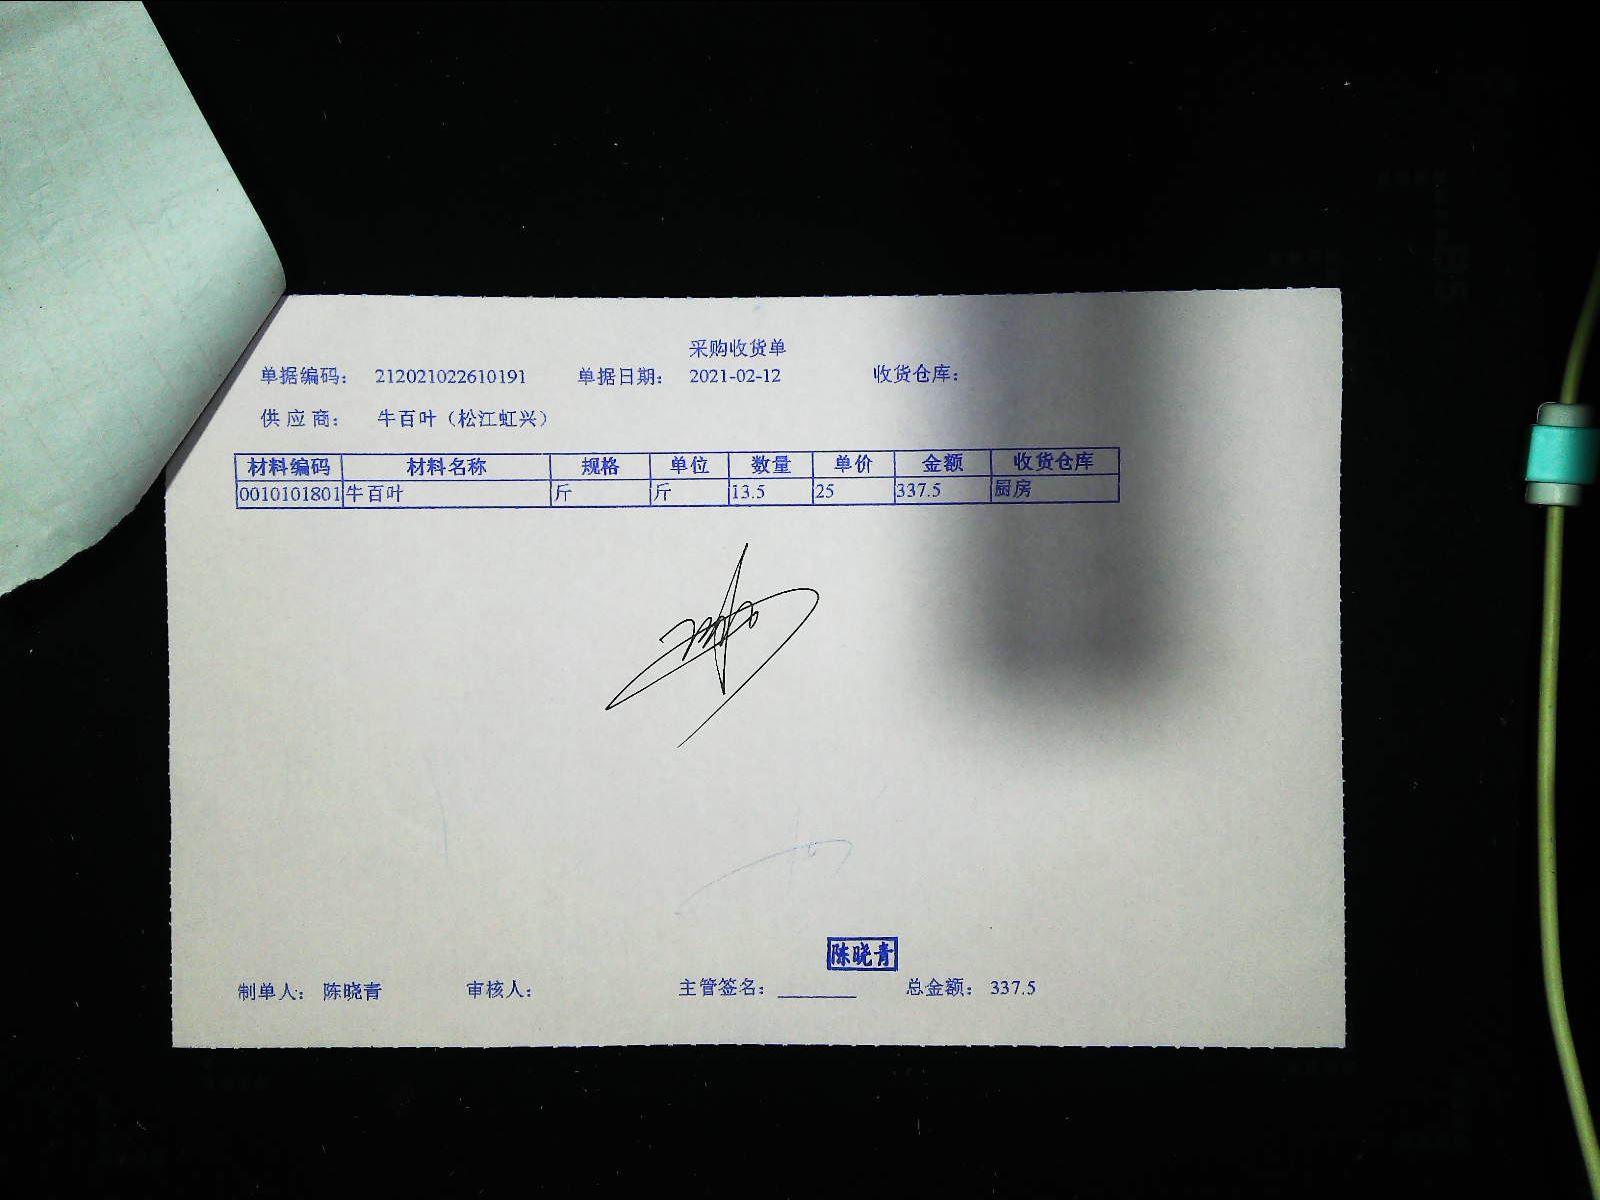 采购收货单
单据编码： 212021022610191 单据日期： 2021-02-12 收货仓库：
供 应 商： 牛百叶（松江虹兴）
材料编码 材料名称 规格 单位 数量 单价 金额 收货仓库
0010101801 牛百叶 斤 斤 13.5 25 337.5 厨房
陈晓青
制单人： 陈晓青 审核人： 主管签名：________ 总金额： 337.5